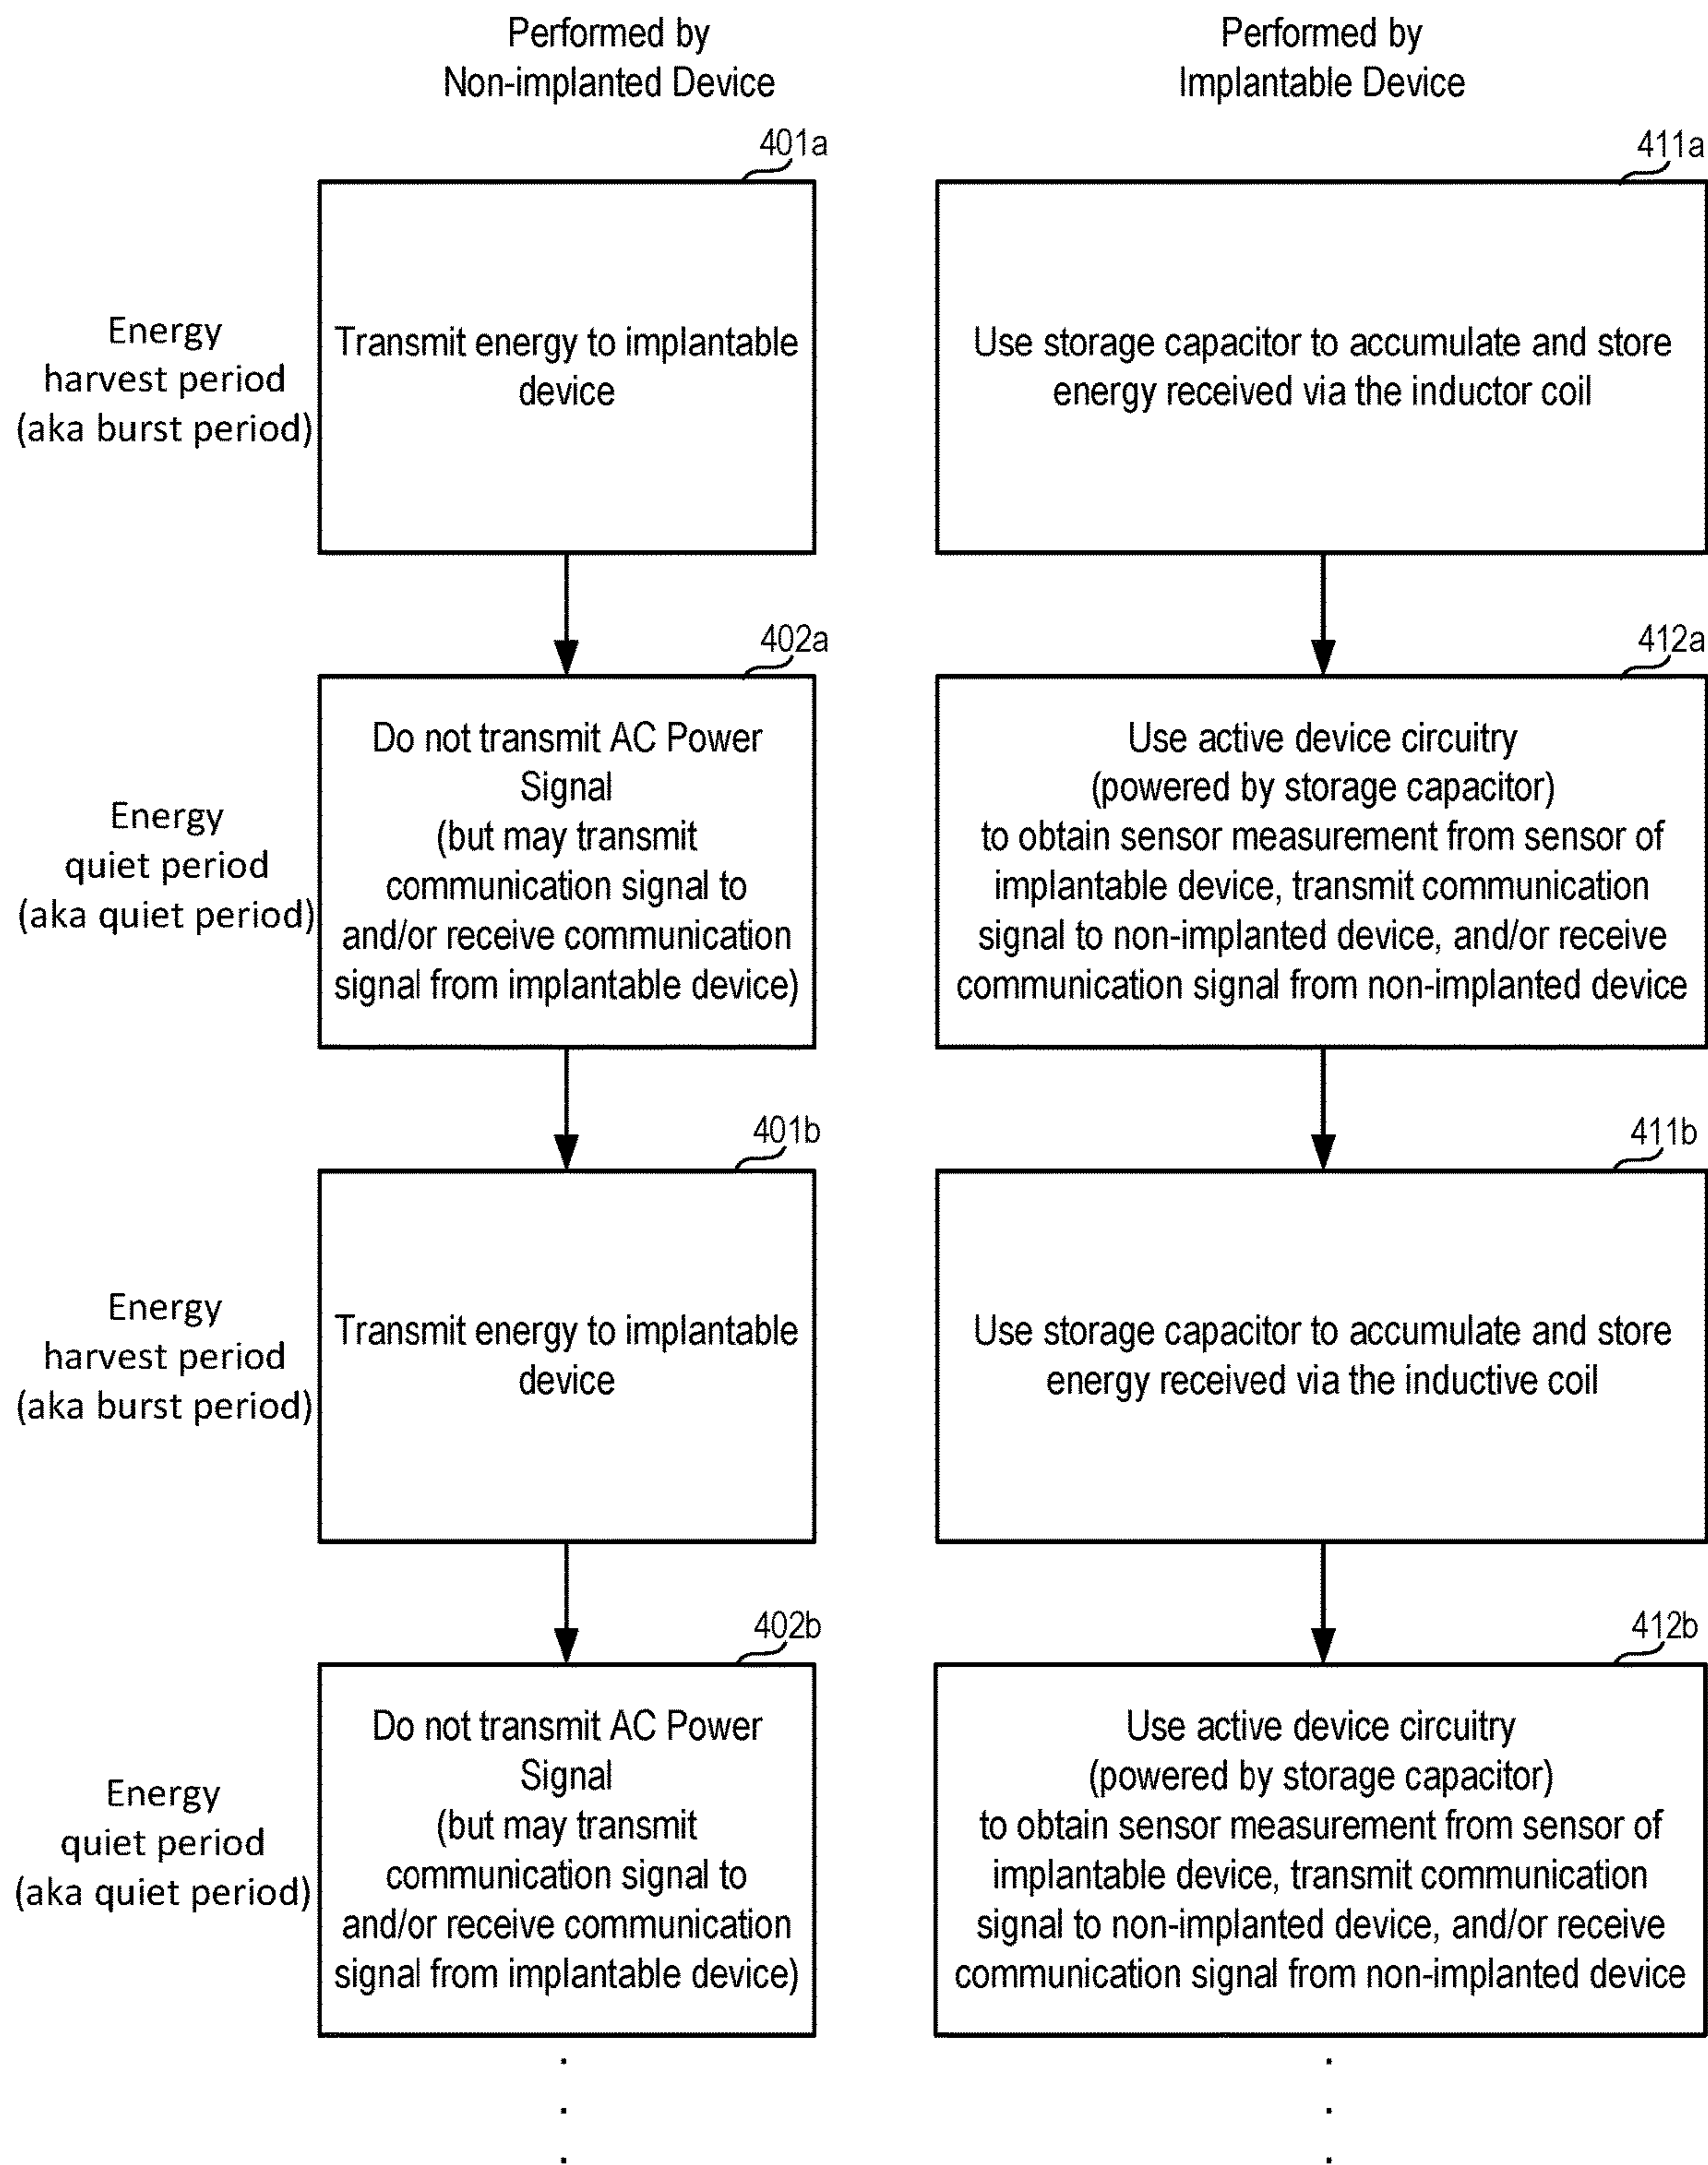 Performed by
Non-implanted Device
Performed by
Implantable Device
401a
411a
Energy
harvest period
(aka burst period)
Transmit energy to implantable
device
Use storage capacitor to accumulate and store
energy received via the inductor coil
402a
412a
Energy
quiet period
(aka quiet period)
Do not transmit AC Power
Signal
(but may transmit
communication signal to
and/or receive communication
signal from implantable device)
Use active device circuitry
(powered by storage capacitor)
to obtain sensor measurement from sensor of
implantable device, transmit communication
signal to non-implanted device, and/or receive
communication signal from non-implanted device
401b
411b
Energy
harvest period
(aka burst period)
Transmit energy to implantable
device
Use storage capacitor to accumulate and store
energy received via the inductive coil
402b
412b
Energy
quiet period
(aka quiet period)
Do not transmit AC Power
Signal
(but may transmit
communication signal to
and/or receive communication
signal from implantable device)
Use active device circuitry
(powered by storage capacitor)
to obtain sensor measurement from sensor of
implantable device, transmit communication
signal to non-implanted device, and/or receive
communication signal from non-implanted device